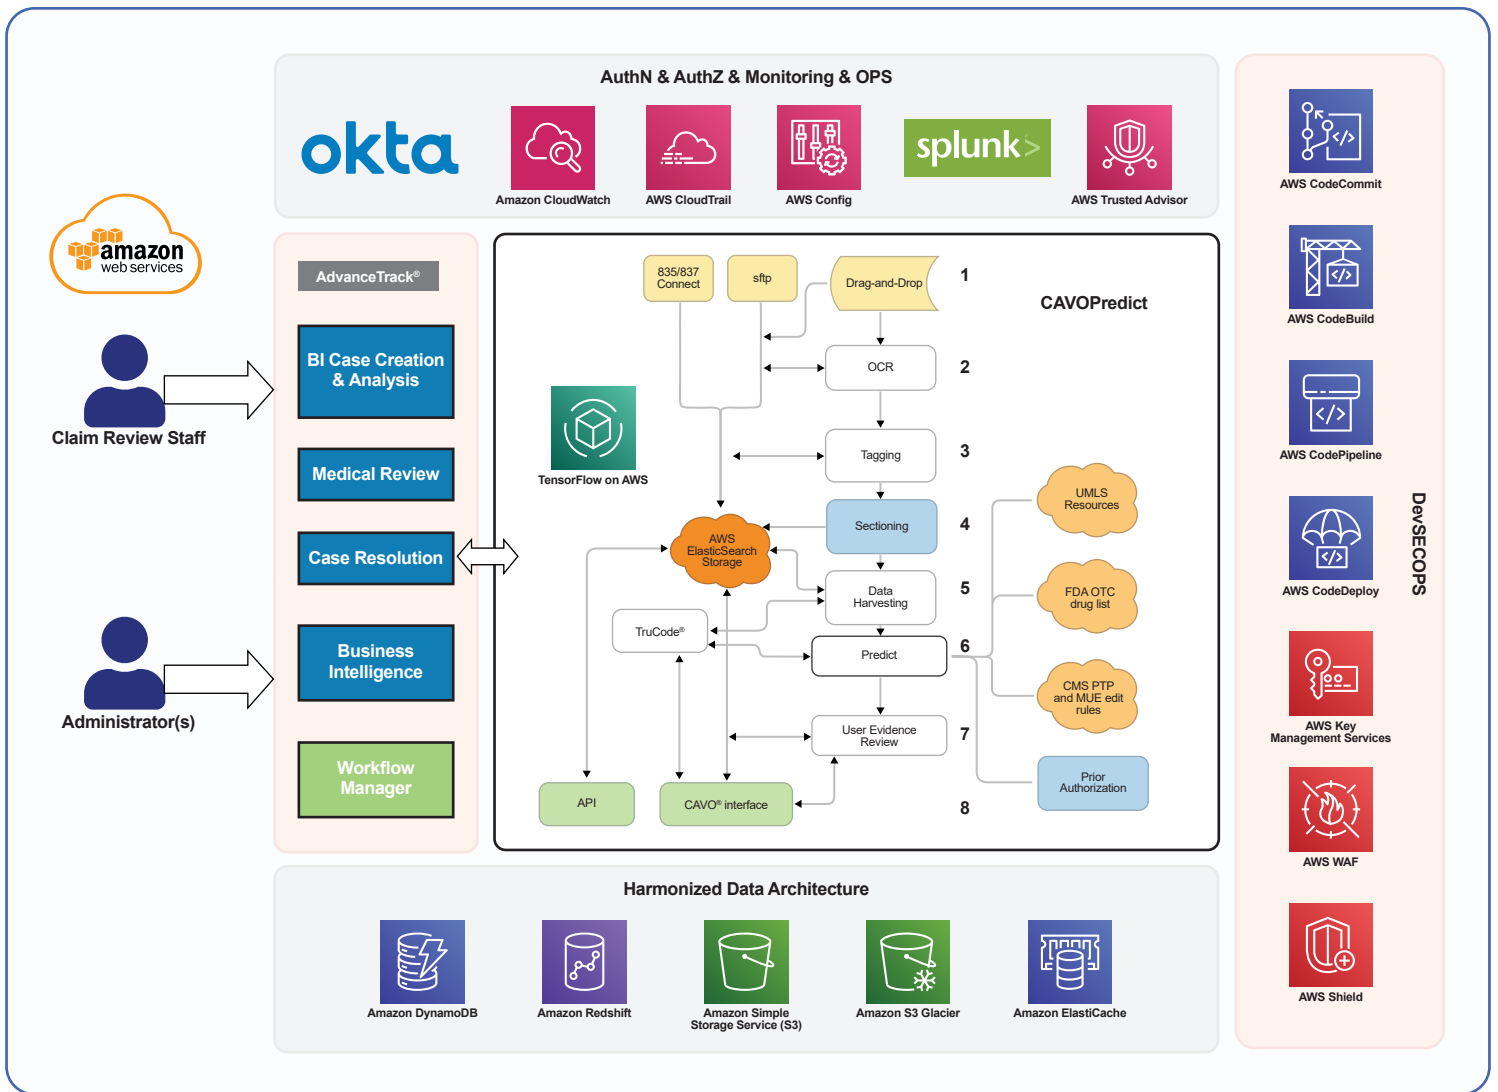 AuthN & AuthZ & Monitoring & OPS
okta
Amazon CloudWatch
AWS CloudTrail
AWS Config
splunk>
AWS Trusted Advisor
amazon
web services
Claim Review Staff
Administrator(s)
AdvanceTrack®
BI Case Creation
& Analysis
Medical Review
Case Resolution
Business
Intelligence
Workflow
Manager
CAVOPredict
835/837
Connect
sftp
Drag-and-Drop
1
OCR
2
TensorFlow on AWS
Tagging
3
Sectioning
4
AWS
ElasticSearch
Storage
Data
Harvesting
5
TruCode®
Predict
6
User Evidence
Review
7
API
CAVO® interface
8
UMLS
Resources
FDA OTC
drug list
CMS PTP
and MUE edit
rules
Prior
Authorization
Harmonized Data Architecture
Amazon DynamoDB
Amazon Redshift
Amazon Simple
Storage Service (S3)
Amazon S3 Glacier
Amazon ElastiCache
DevSECOPS
AWS CodeCommit
AWS CodeBuild
AWS CodePipeline
AWS CodeDeploy
AWS Key
Management Services
AWS WAF
AWS Shield